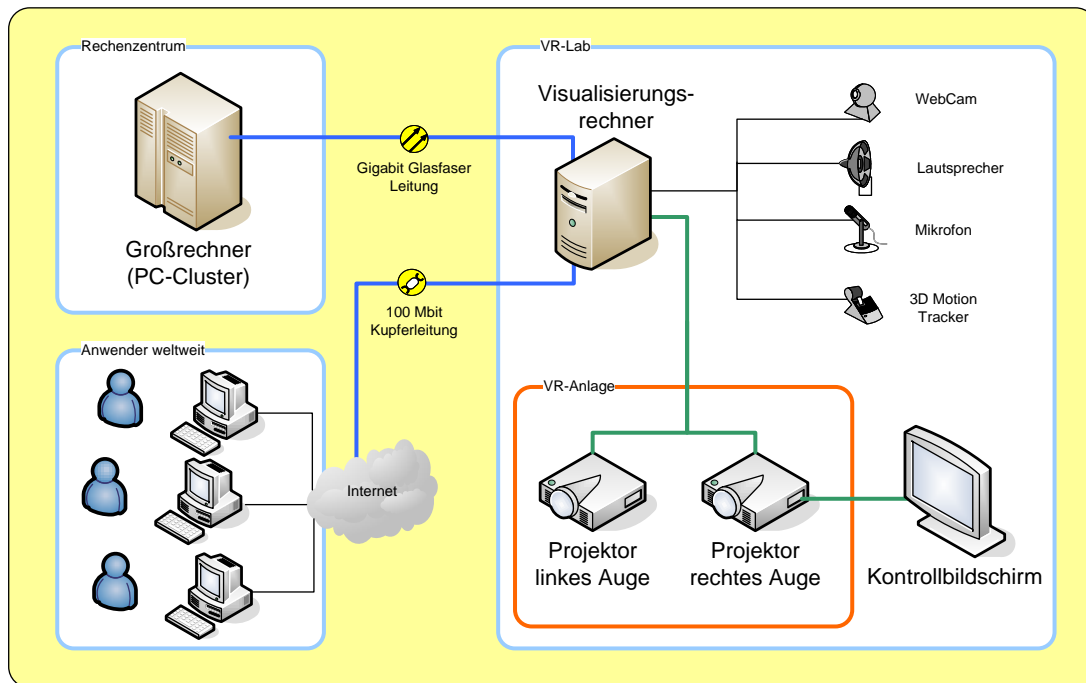 Rechenzentrum
Großrechner
(PC-Cluster)
Gigabit Glasfaser
Leitung
100 Mbit
Kupferleitung
Anwender weltweit
Internet
VR-Lab
Visualisierungs-
rechner
WebCam
Lautsprecher
Mikrofon
3D Motion
Tracker
VR-Anlage
Projektor
linkes Auge
Projektor
rechtes Auge
Kontrollbildschirm